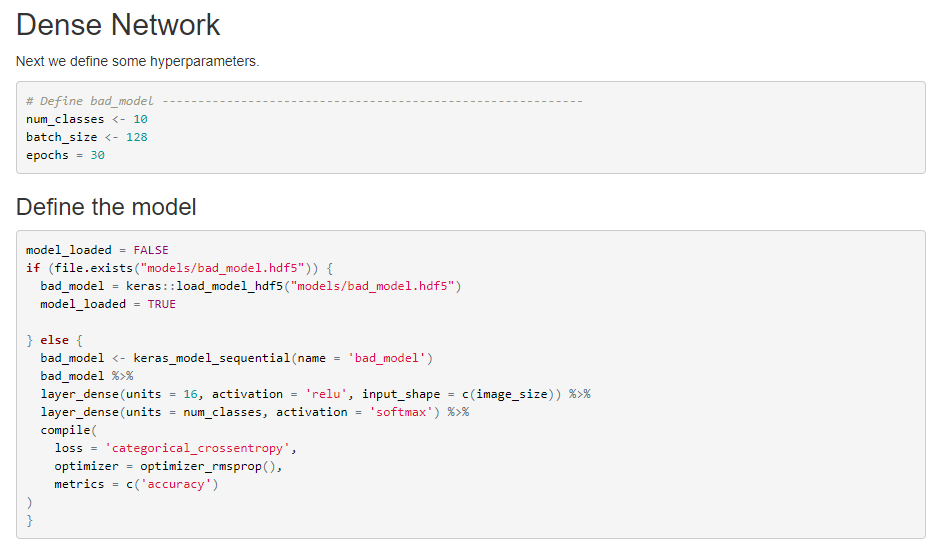 Dense Network
Next we define some hyperparameters.
# Define bad_model -----------------------------------------------------------
num_classes <- 10
batch_size <- 128
epochs = 30
Define the model
model_loaded = FALSE
if (file.exists("models/bad_model.hdf5")) {
  bad_model = keras::load_model_hdf5("models/bad_model.hdf5")
  model_loaded = TRUE
} else {
  bad_model <- keras_model_sequential(name = 'bad_model')
  bad_model %>%
  layer_dense(units = 16, activation = 'relu', input_shape = c(image_size)) %>%
  layer_dense(units = num_classes, activation = 'softmax') %>%
  compile(
    loss = 'categorical_crossentropy',
    optimizer = optimizer_rmsprop(),
    metrics = c('accuracy')
)
}